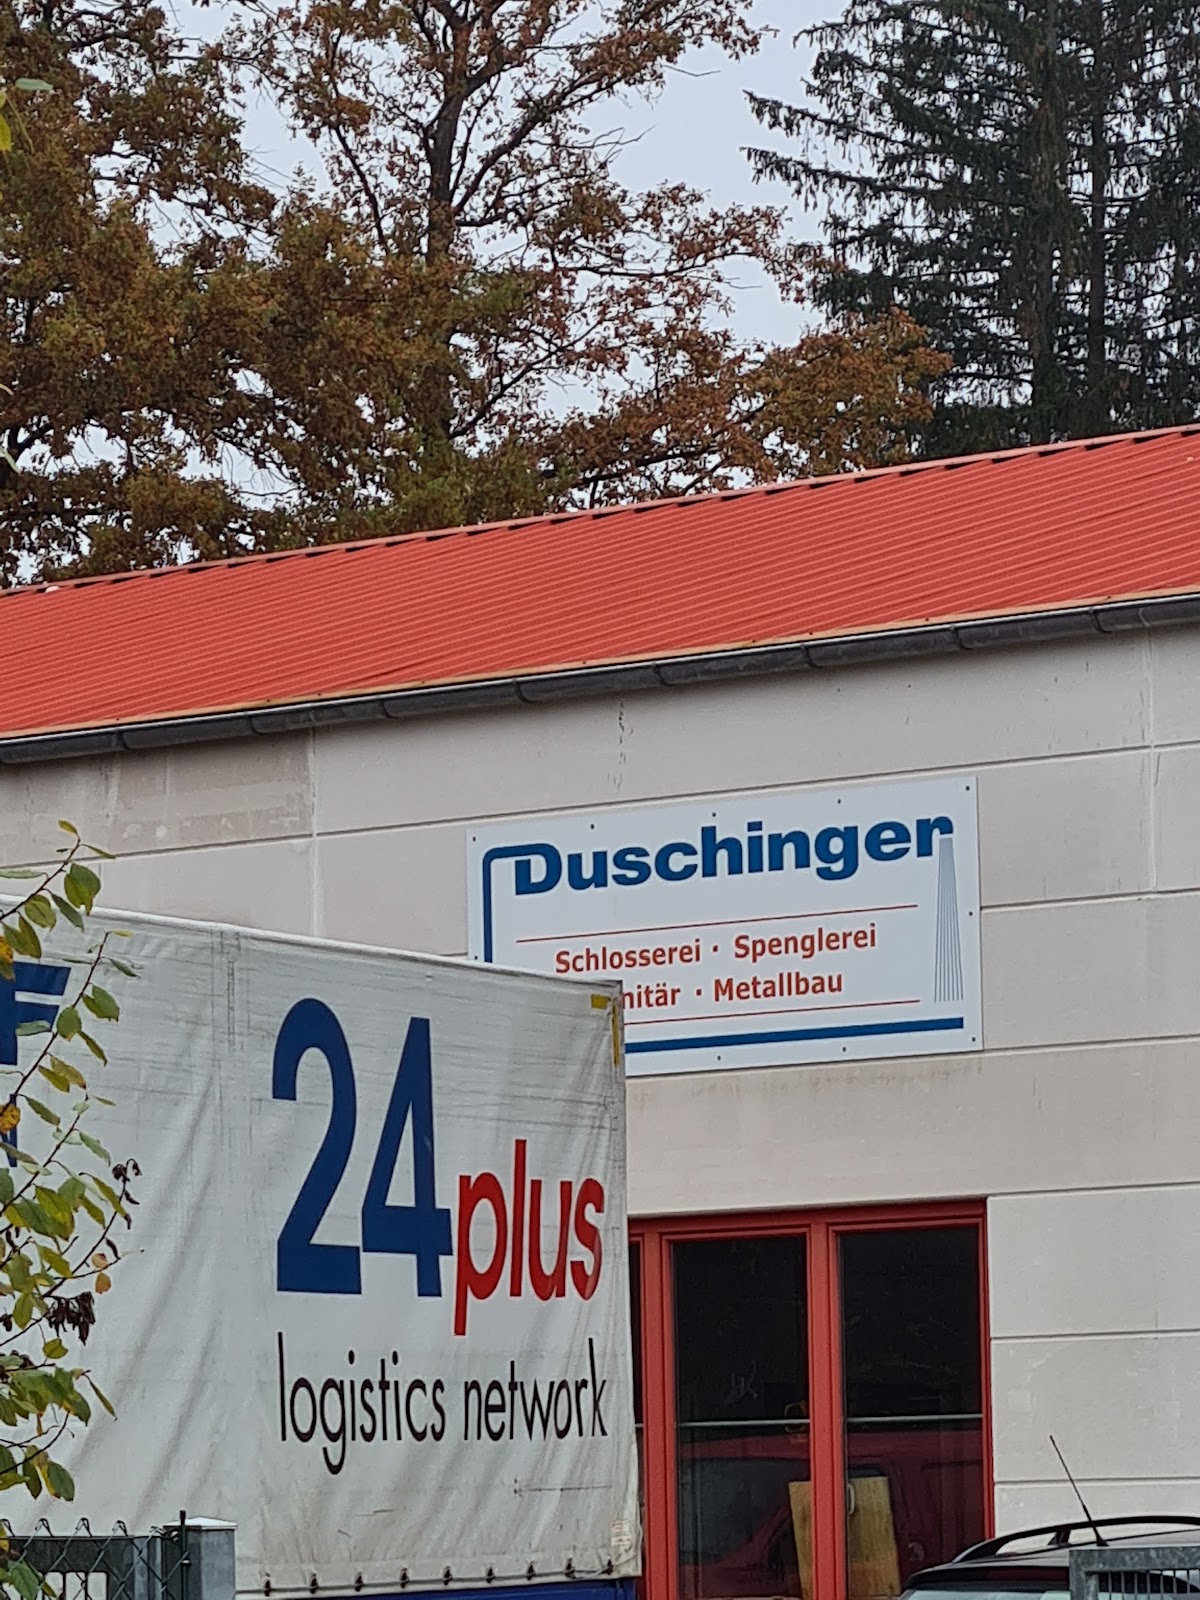 Duschinger
Schlosserei · Spenglerei
· Metallbau
24plus
logistics network